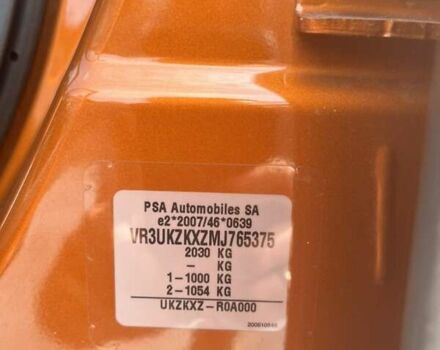 PSA Automobiles SA
e2*2007/46*0639
VR3UKZKXZMJ765375
2030 KG
- KG
1-1000 KG
2-1054 KG
UKZKXZ-R0A000